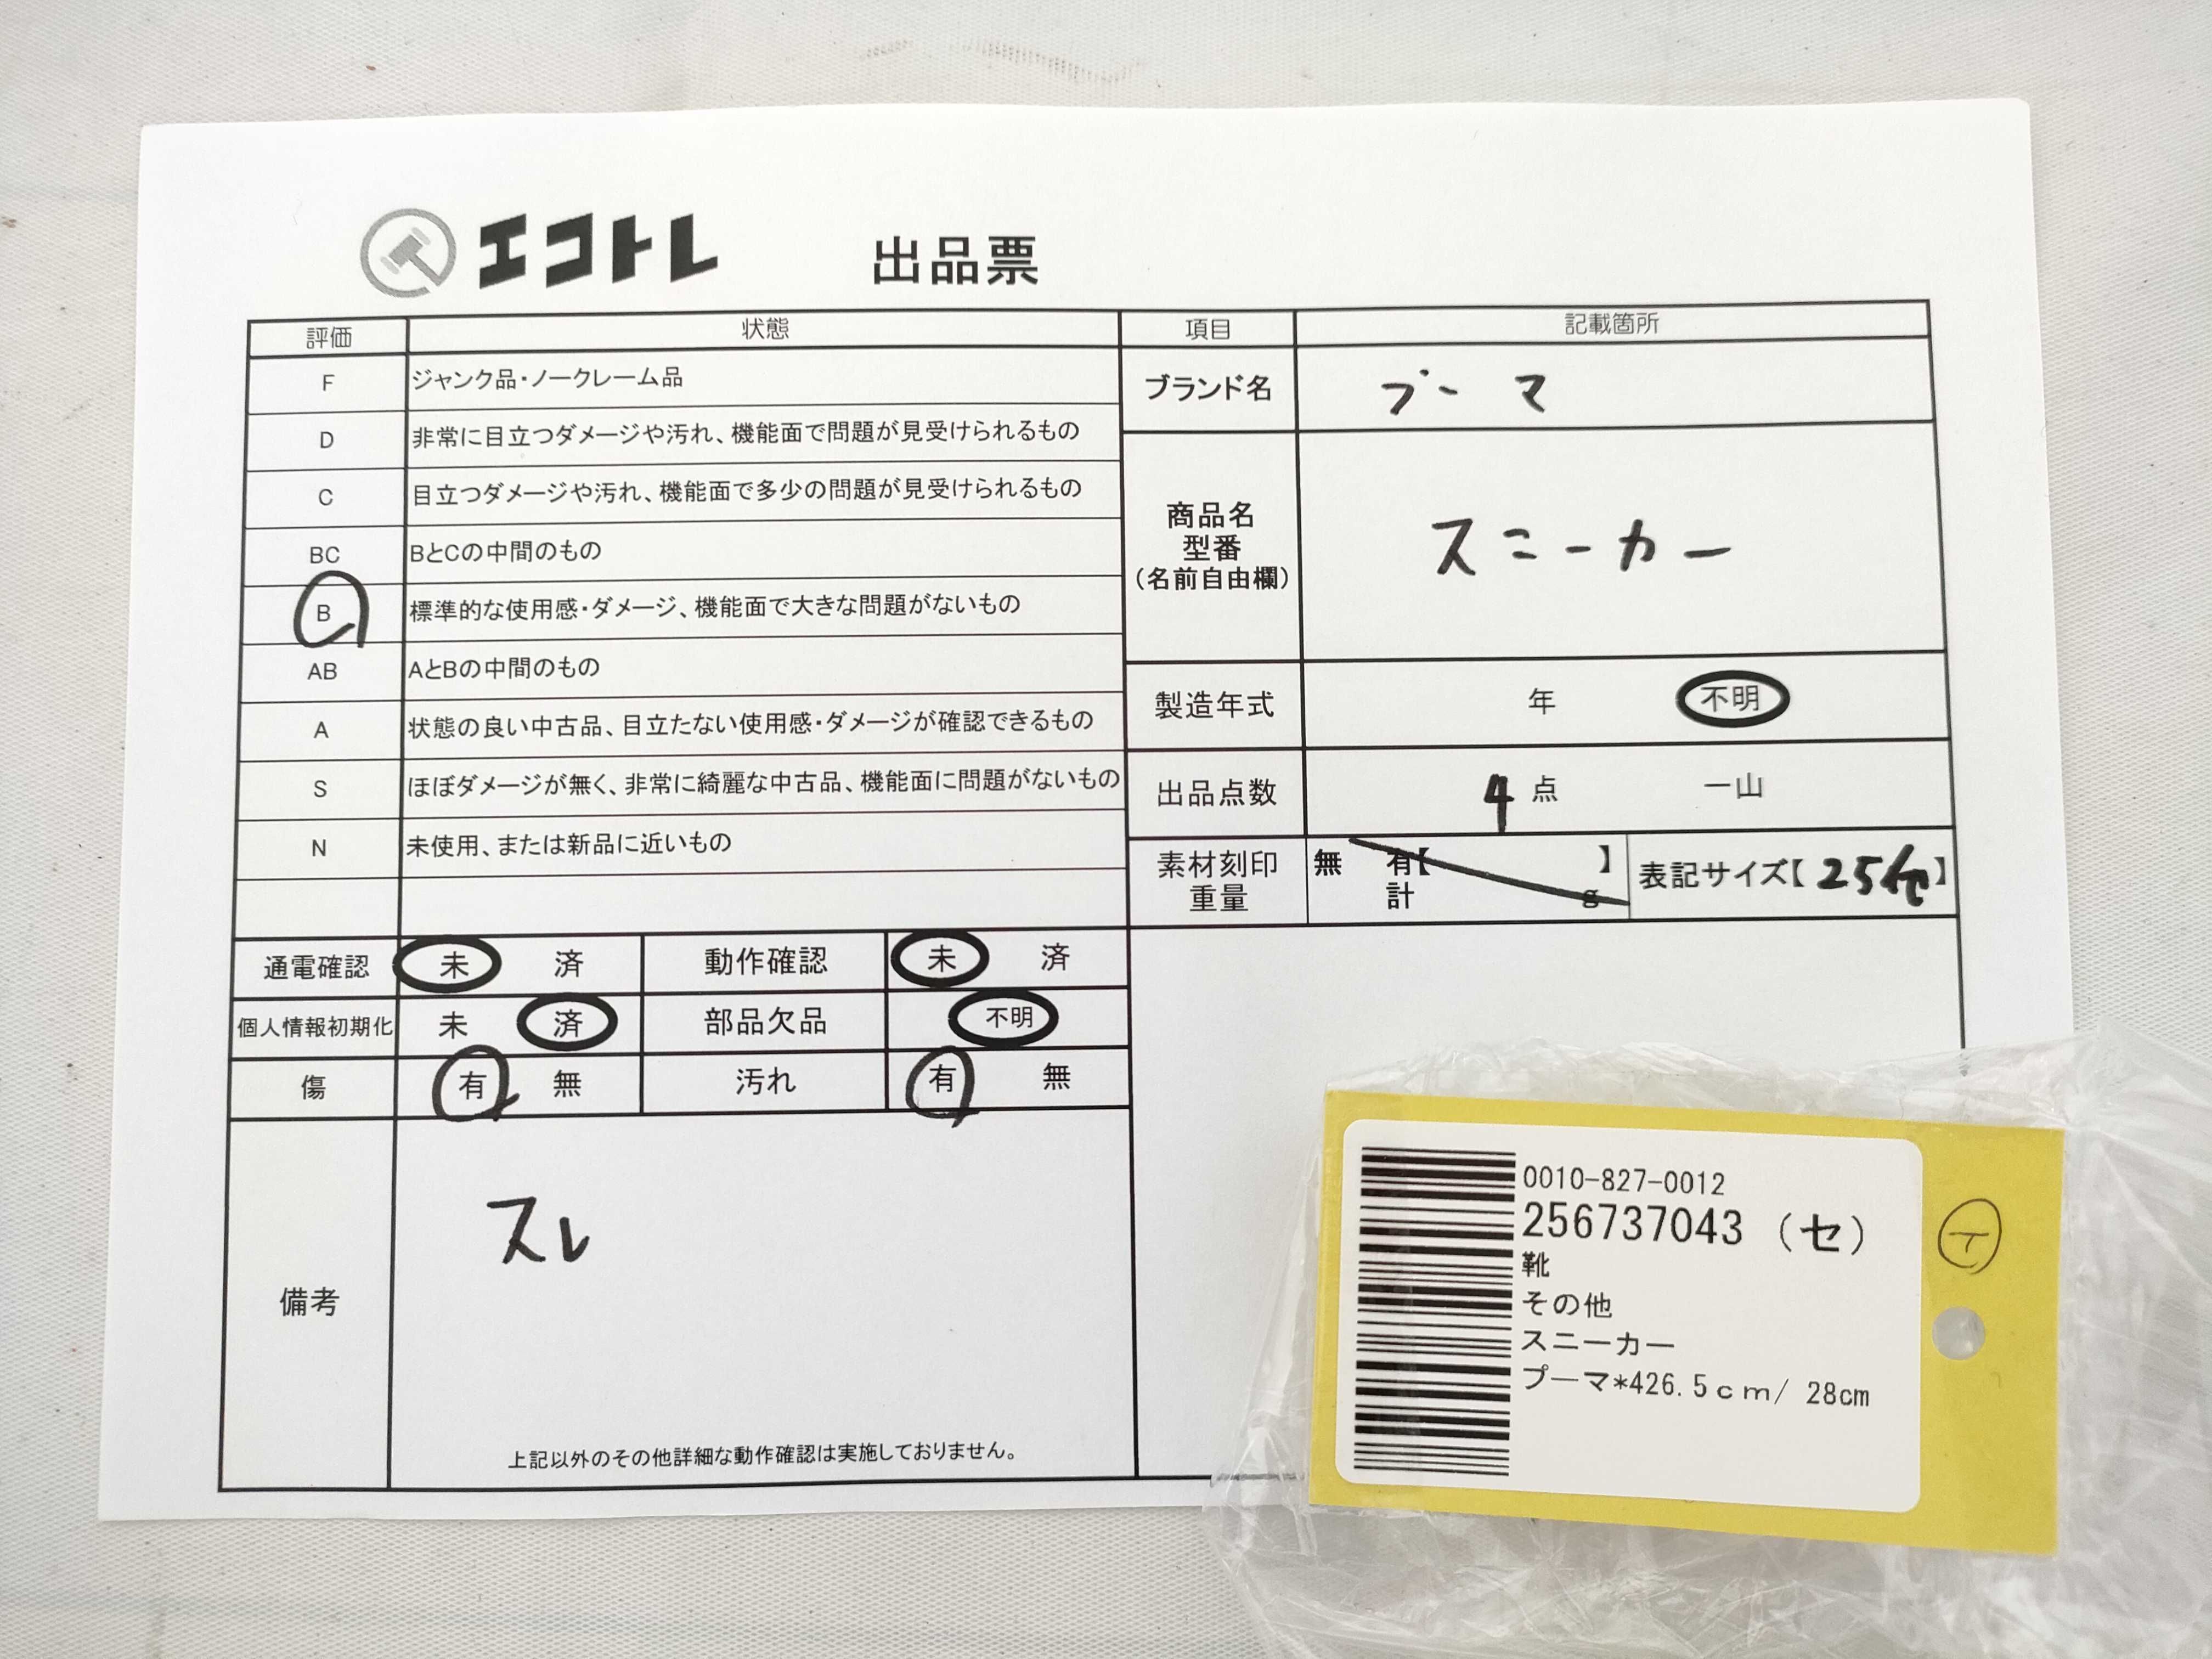 エコトレ 出品票
評価 状態 項目 記載箇所
F ジャンク品・ノークレーム品
D 非常に目立つダメージや汚れ、機能面で問題が見受けられるもの
C 目立つダメージや汚れ、機能面で多少の問題が見受けられるもの
BC BとCの中間のもの
B 標準的な使用感・ダメージ、機能面で大きな問題がないもの
AB AとBの中間のもの
A 状態の良い中古品、目立たない使用感・ダメージが確認できるもの
S ほぼダメージが無く、非常に綺麗な中古品、機能面に問題がないもの
N 未使用、または新品に近いもの
ブランド名 プーマ
商品名
型番
（名前自由欄）
スニーカー
製造年式 年 不明
出品点数 4 点 一山
素材刻印
重量
無 有【 】
計 g
表記サイズ【25他】
通電確認 未 済 動作確認 未 済
個人情報初期化 未 済 部品欠品 不明
傷 有 無 汚れ 有 無
備考
スレ
上記以外のその他詳細な動作確認は実施しておりません。
0010-827-0012
256737043（セ）
靴
その他
スニーカー
プーマ*426.5ｃｍ/ 28cm